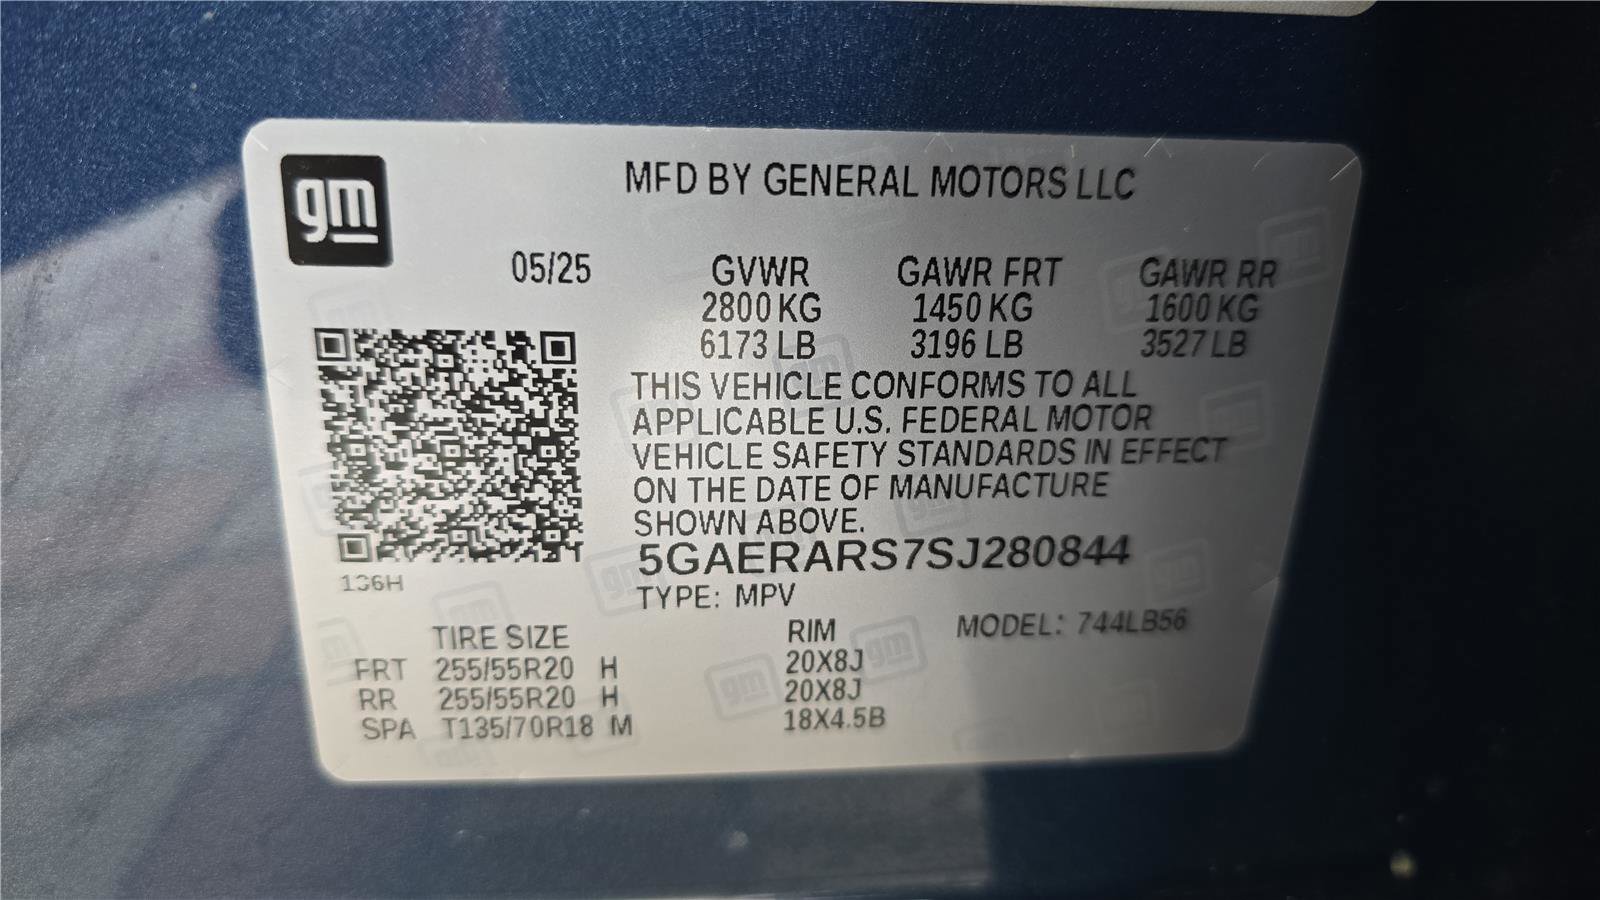 gm
MFD BY GENERAL MOTORS LLC
05/25 GVWR GAWR FRT GAWR RR
2800 KG 1450 KG 1600 KG
6173 LB 3196 LB 3527 LB
THIS VEHICLE CONFORMS TO ALL
APPLICABLE U.S. FEDERAL MOTOR
VEHICLE SAFETY STANDARDS IN EFFECT
ON THE DATE OF MANUFACTURE
SHOWN ABOVE.
5GAERARS7SJ280844
136H
TYPE: MPV
TIRE SIZE RIM MODEL: 744LB56
FRT 255/55R20 H 20X8J
RR 255/55R20 H 20X8J
SPA T135/70R18 M 18X4.5B